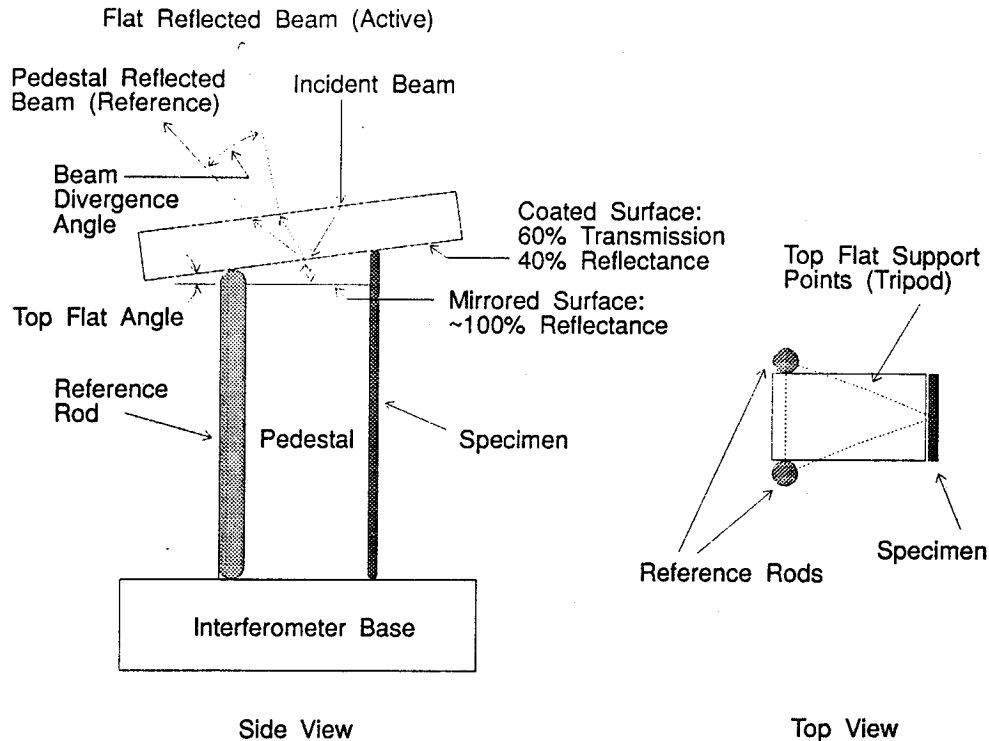 Flat Reflected Beam (Active)
Pedestal Reflected
Beam (Reference)
Incident Beam
Beam
Divergence
Angle
Coated Surface:
60% Transmission
40% Reflectance
Top Flat Support
Points (Tripod)
Top Flat Angle
Mirrored Surface:
~100% Reflectance
Reference
Rod
Pedestal
Specimen
Reference Rods
Specimen
Interferometer Base
Side View
Top View